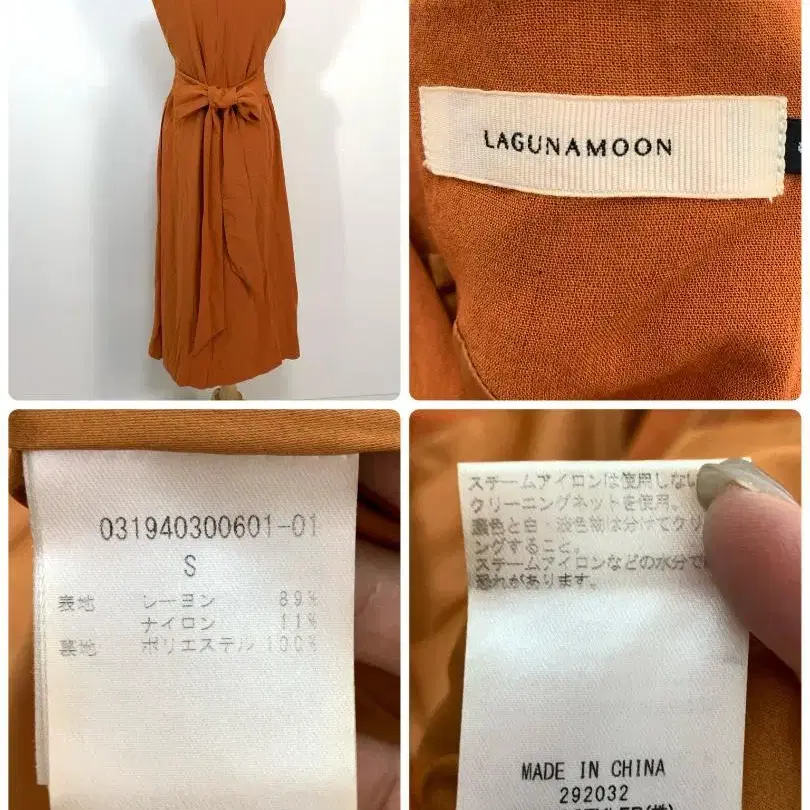 LAGUNAMOON
031940300601-01
S
表地 レーヨン 89%
ナイロン 11%
裏地 ポリエステル 100%
スチームアイロンは使用しない
クリーニングネットを使用。
濃色と白・淡色物は分けてクリ
ングすること。
スチームアイロンなどの水分で
恐れがあります。
MADE IN CHINA
292032